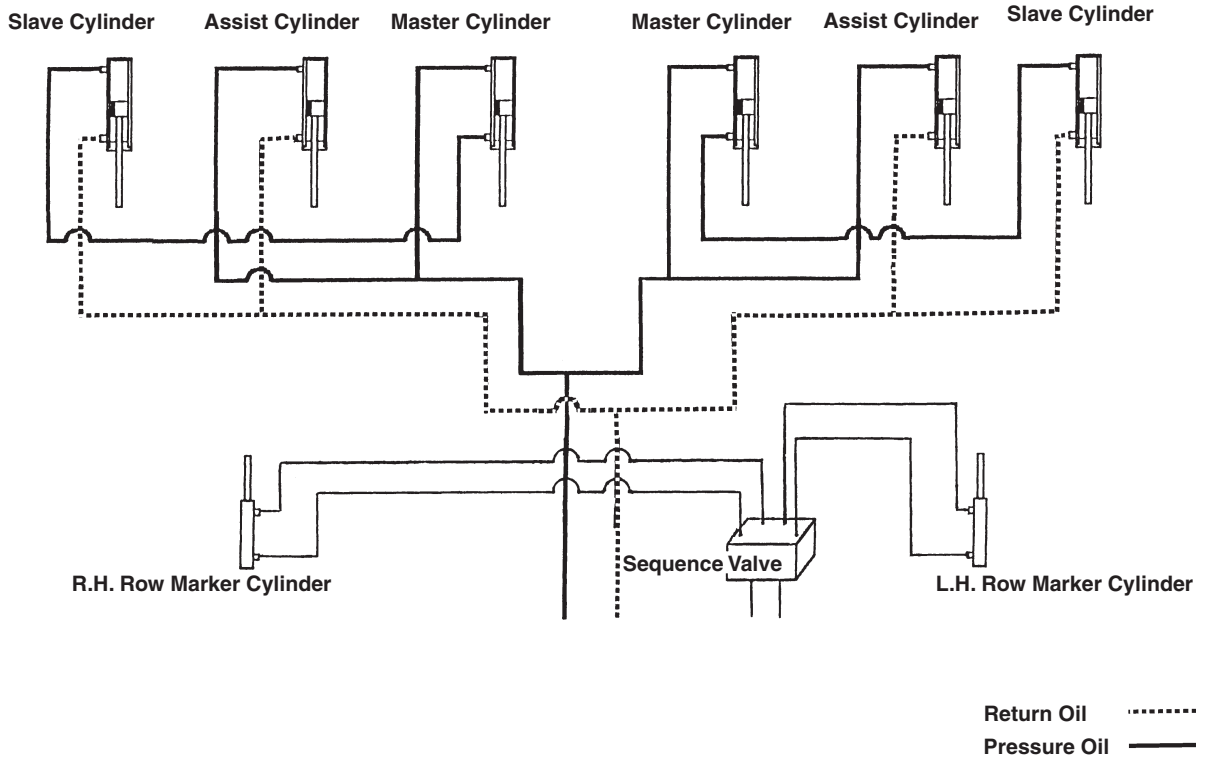 Slave Cylinder
Assist Cylinder
Master Cylinder
Master Cylinder
Assist Cylinder
Slave Cylinder
Sequence Valve
R.H. Row Marker Cylinder
L.H. Row Marker Cylinder
Return Oil
Pressure Oil